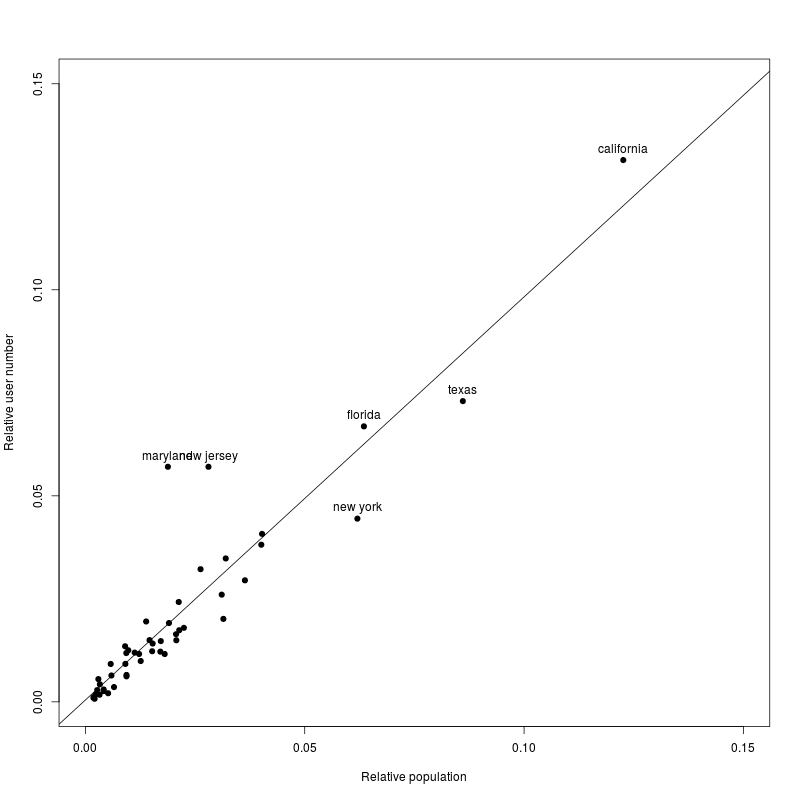 0.15
california
0.10
texas
florida
maryland
new jersey
0.05
new york
0.00
Relative user number
0.00 0.05 0.10 0.15
Relative population